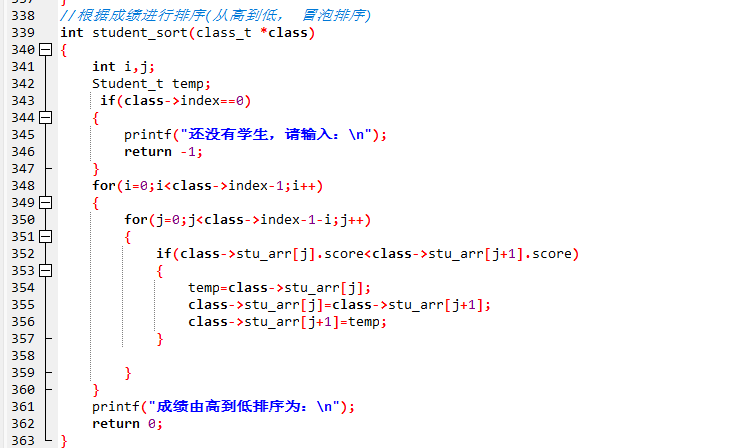 337 }
338 //根据成绩进行排序(从高到低, 冒泡排序)
339 int student_sort(class_t *class)
340 {
341 int i,j;
342 Student_t temp;
343 if(class->index==0)
344 {
345 printf("还没有学生，请输入：\n");
346 return -1;
347 }
348 for(i=0;i<class->index-1;i++)
349 {
350 for(j=0;j<class->index-1-i;j++)
351 {
352 if(class->stu_arr[j].score<class->stu_arr[j+1].score)
353 {
354 temp=class->stu_arr[j];
355 class->stu_arr[j]=class->stu_arr[j+1];
356 class->stu_arr[j+1]=temp;
357 }
358
359 }
360 }
361 printf("成绩由高到低排序为：\n");
362 return 0;
363 }